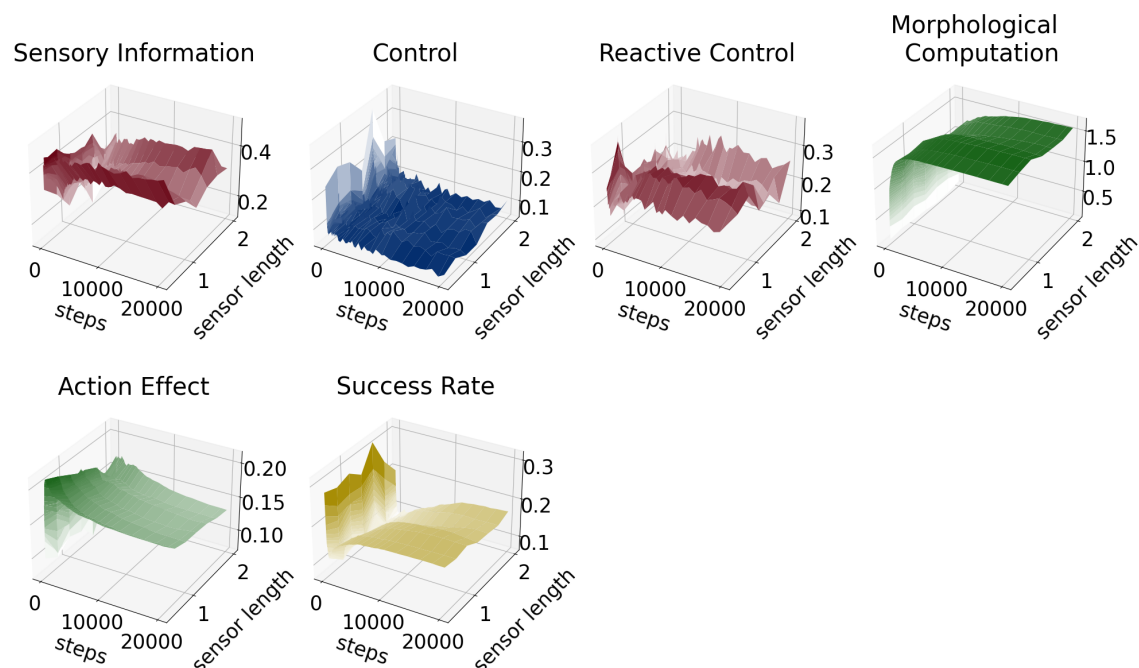 Sensory Information
0.4
0.2
2
1
0
10000
20000
steps
sensor length
Control
0.3
0.2
0.1
2
1
0
10000
20000
steps
sensor length
Reactive Control
0.3
0.2
0.1
2
1
0
10000
20000
steps
sensor length
Morphological
Computation
1.5
1.0
0.5
2
1
0
10000
20000
steps
sensor length
Action Effect
0.20
0.15
0.10
2
1
0
10000
20000
steps
sensor length
Success Rate
0.3
0.2
0.1
2
1
0
10000
20000
steps
sensor length